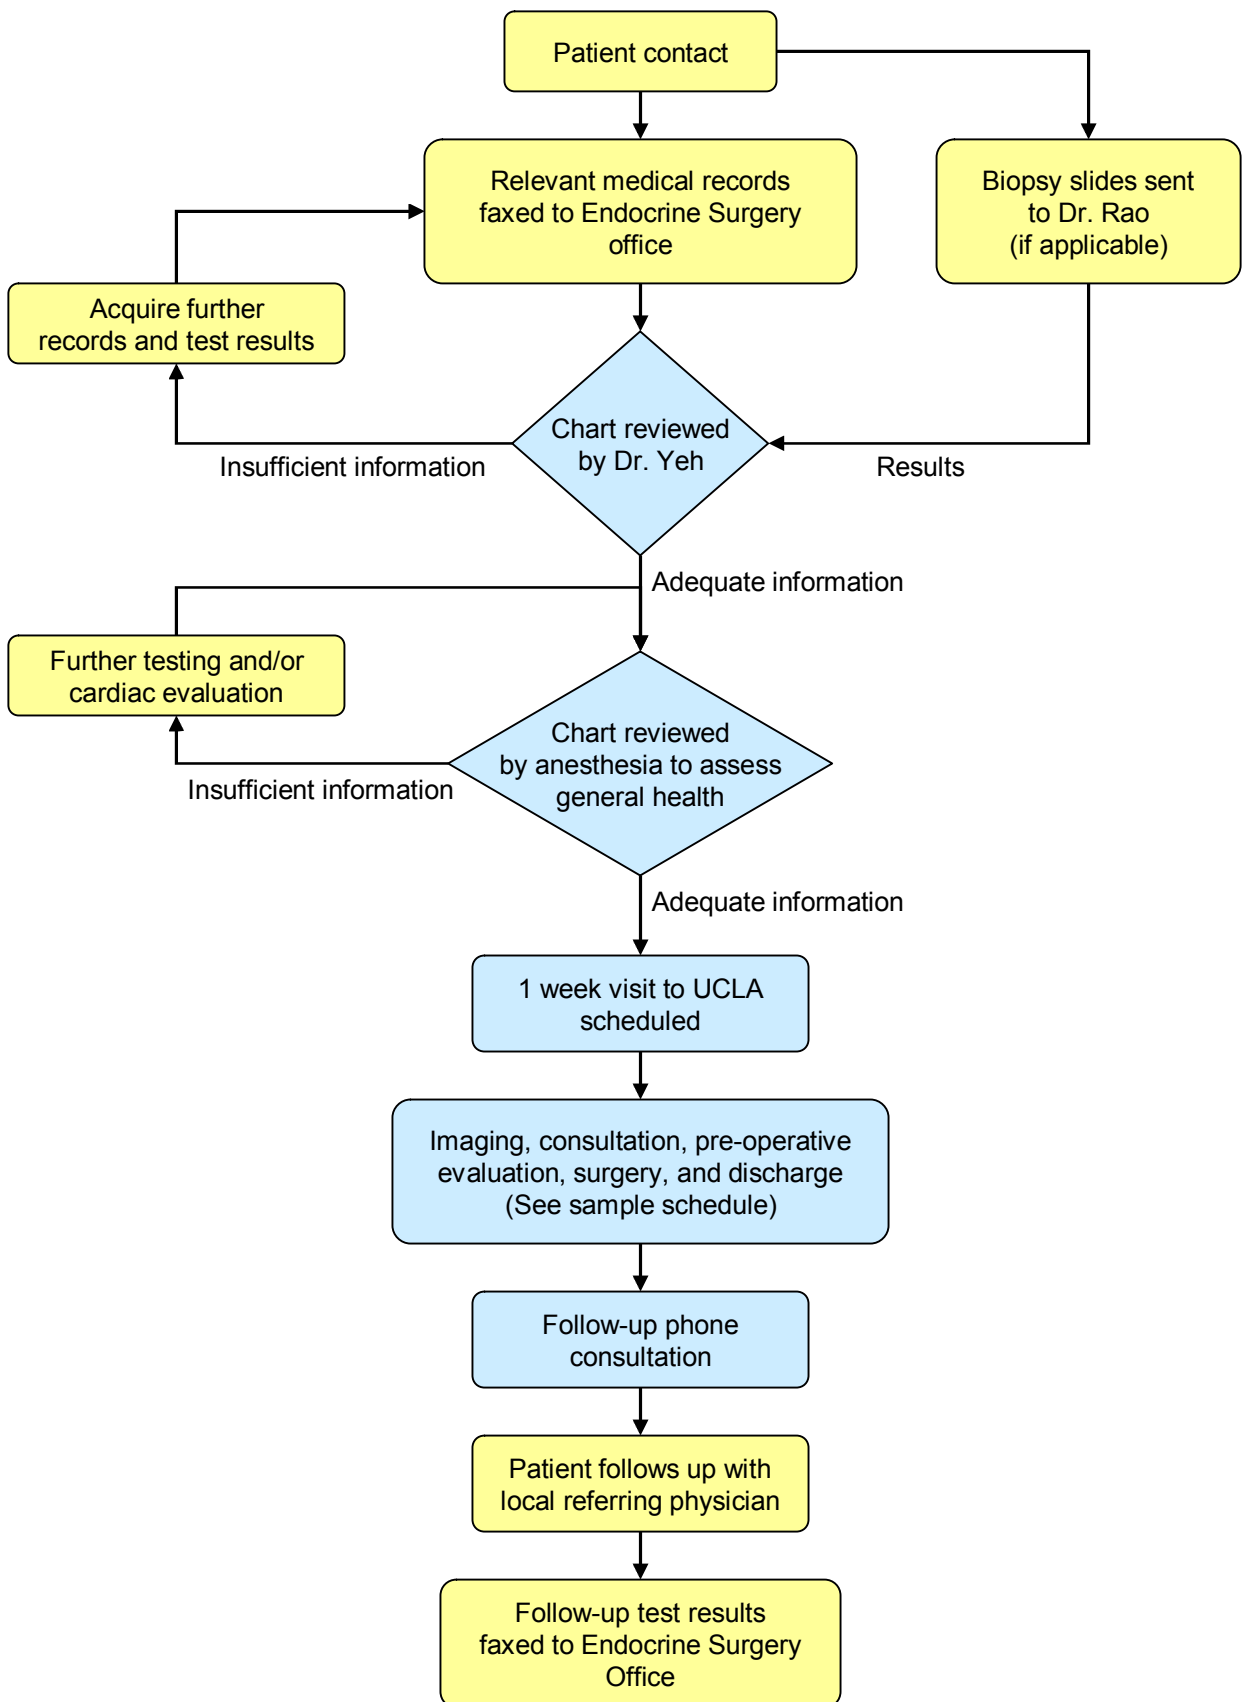 Patient contact
Relevant medical records
faxed to Endocrine Surgery
office
Biopsy slides sent
to Dr. Rao
(if applicable)
Acquire further
records and test results
Chart reviewed
by Dr. Yeh
Insufficient information
Results
Adequate information
Further testing and/or
cardiac evaluation
Chart reviewed
by anesthesia to assess
general health
Insufficient information
Adequate information
1 week visit to UCLA
scheduled
Imaging, consultation, pre-operative
evaluation, surgery, and discharge
(See sample schedule)
Follow-up phone
consultation
Patient follows up with
local referring physician
Follow-up test results
faxed to Endocrine Surgery
Office